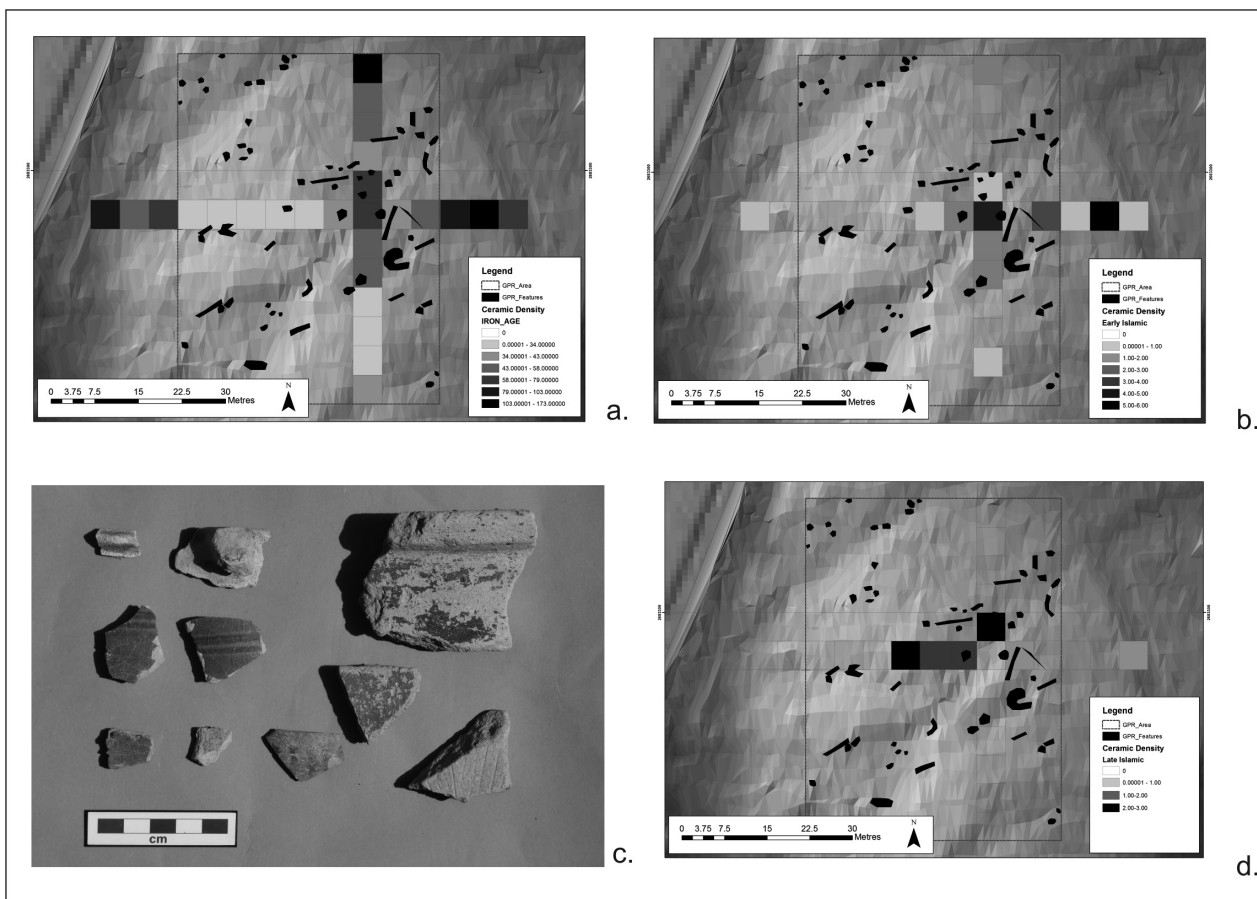 Legend
GPR_Area
GPR_Features
Ceramic Density
IRON_AGE
0
0.00001 - 34.00000
34.00001 - 43.00000
43.00001 - 58.00000
58.00001 - 79.00000
79.00001 - 103.00000
103.00001 - 173.00000
N
0 3.75 7.5 15 22.5 30
Metres
a.
Legend
GPR_Area
GPR_Features
Ceramic Density
Early Islamic
0
0.00001 - 1.00
1.00-2.00
2.00-3.00
3.00-4.00
4.00-5.00
5.00-6.00
N
0 3.75 7.5 15 22.5 30
Metres
b.
cm
c.
Legend
GPR_Area
GPR_Features
Ceramic Density
Late Islamic
0
0.00001 - 1.00
1.00-2.00
2.00-3.00
N
0 3.75 7.5 15 22.5 30
Metres
d.